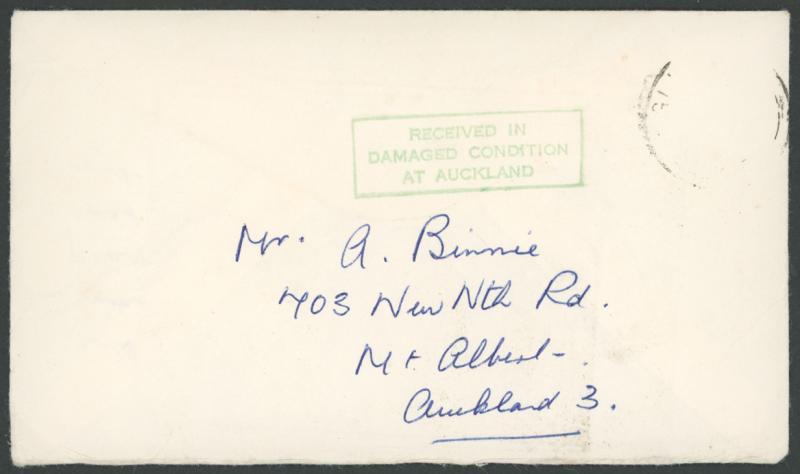 RECEIVED IN
DAMAGED CONDITION
AT AUCKLAND
Mr. A. Binnie
703 New Nth Rd.
Mt Albert.
Auckland 3.